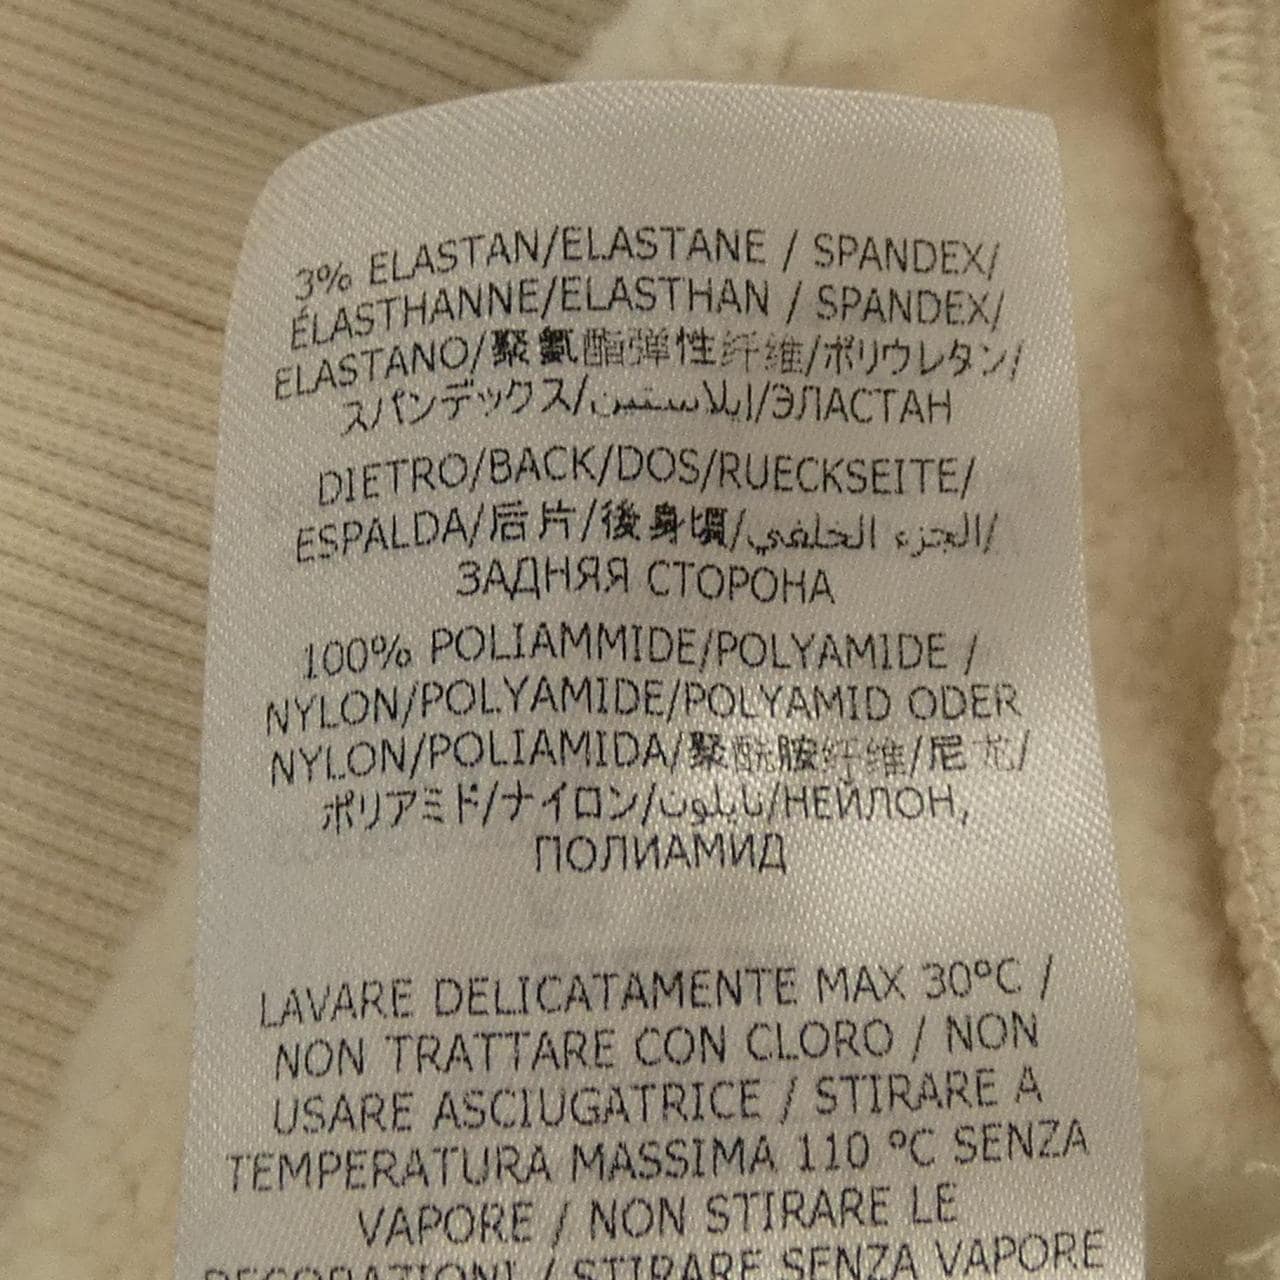 3% ELASTAN/ELASTANE / SPANDEX/
ÉLASTHANNE/ELASTHAN / SPANDEX/
ELASTANO/聚氨酯弹性纤维/ポリウレタン/
スパンデックス/إيلاستين/ЭЛАСТАН
DIETRO/BACK/DOS/RUECKSEITE/
ESPALDA/后片/後身頃/الجزء الخلفي/
ЗАДНЯЯ СТОРОНА
100% POLIAMMIDE/POLYAMIDE /
NYLON/POLYAMIDE/POLYAMID ODER
NYLON/POLIAMIDA/聚酰胺纤维/尼龙/
ポリアミド/ナイロン/نايلون/НЕЙЛОН,
ПОЛИАМИД
LAVARE DELICATAMENTE MAX 30°C /
NON TRATTARE CON CLORO / NON
USARE ASCIUGATRICE / STIRARE A
TEMPERATURA MASSIMA 110 °C SENZA
VAPORE / NON STIRARE LE
DECORAZIONI / STIRARE SENZA VAPORE